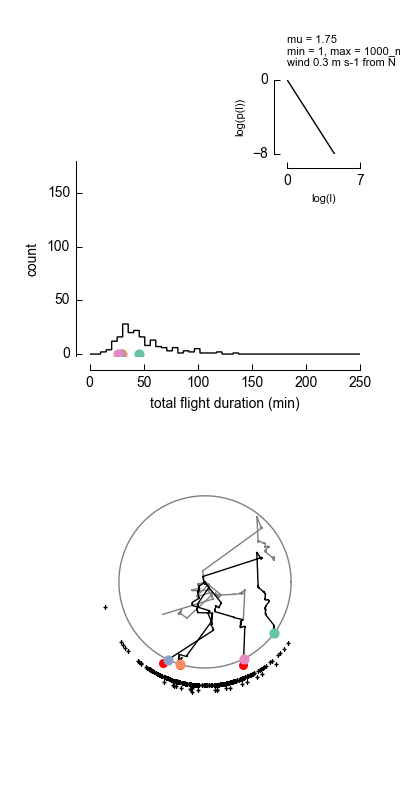 mu = 1.75
min = 1, max = 1000_m
wind 0.3 m s-1 from N
0
log(p(l))
−8
0 7
log(l)
150
count
100
50
0
0 50 100 150 200 250
total flight duration (min)